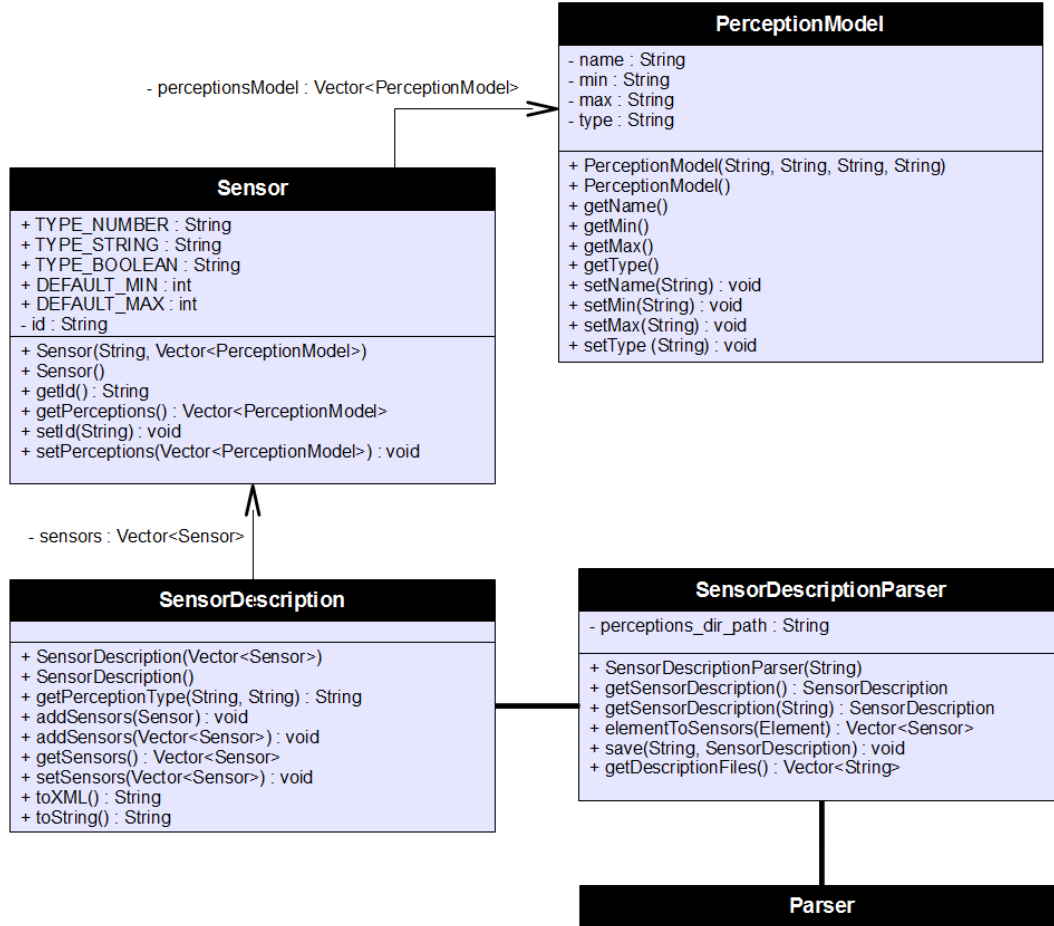 PerceptionModel
- name : String
- min : String
- max : String
- type : String
+ PerceptionModel(String, String, String, String)
+ PerceptionModel()
+ getName()
+ getMin()
+ getMax()
+ getType()
+ setName(String) : void
+ setMin(String) : void
+ setMax(String) : void
+ setType (String) : void
- perceptionsModel : Vector<PerceptionModel>
Sensor
+ TYPE_NUMBER : String
+ TYPE_STRING : String
+ TYPE_BOOLEAN : String
+ DEFAULT_MIN : int
+ DEFAULT_MAX : int
- id : String
+ Sensor(String, Vector<PerceptionModel>)
+ Sensor()
+ getId() : String
+ getPerceptions() : Vector<PerceptionModel>
+ setId(String) : void
+ setPerceptions(Vector<PerceptionModel>) : void
- sensors : Vector<Sensor>
SensorDescription
+ SensorDescription(Vector<Sensor>)
+ SensorDescription()
+ getPerceptionType(String, String) : String
+ addSensors(Sensor) : void
+ addSensors(Vector<Sensor>) : void
+ getSensors() : Vector<Sensor>
+ setSensors(Vector<Sensor>) : void
+ toXML() : String
+ toString() : String
SensorDescriptionParser
- perceptions_dir_path : String
+ SensorDescriptionParser(String)
+ getSensorDescription() : SensorDescription
+ getSensorDescription(String) : SensorDescription
+ elementToSensors(Element) : Vector<Sensor>
+ save(String, SensorDescription) : void
+ getDescriptionFiles() : Vector<String>
Parser